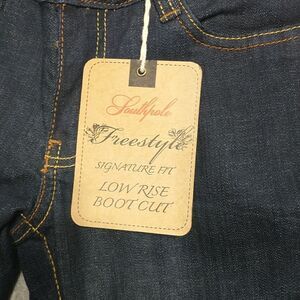 Southpole
Freestyle
SIGNATURE FIT
LOW RISE
BOOT CUT